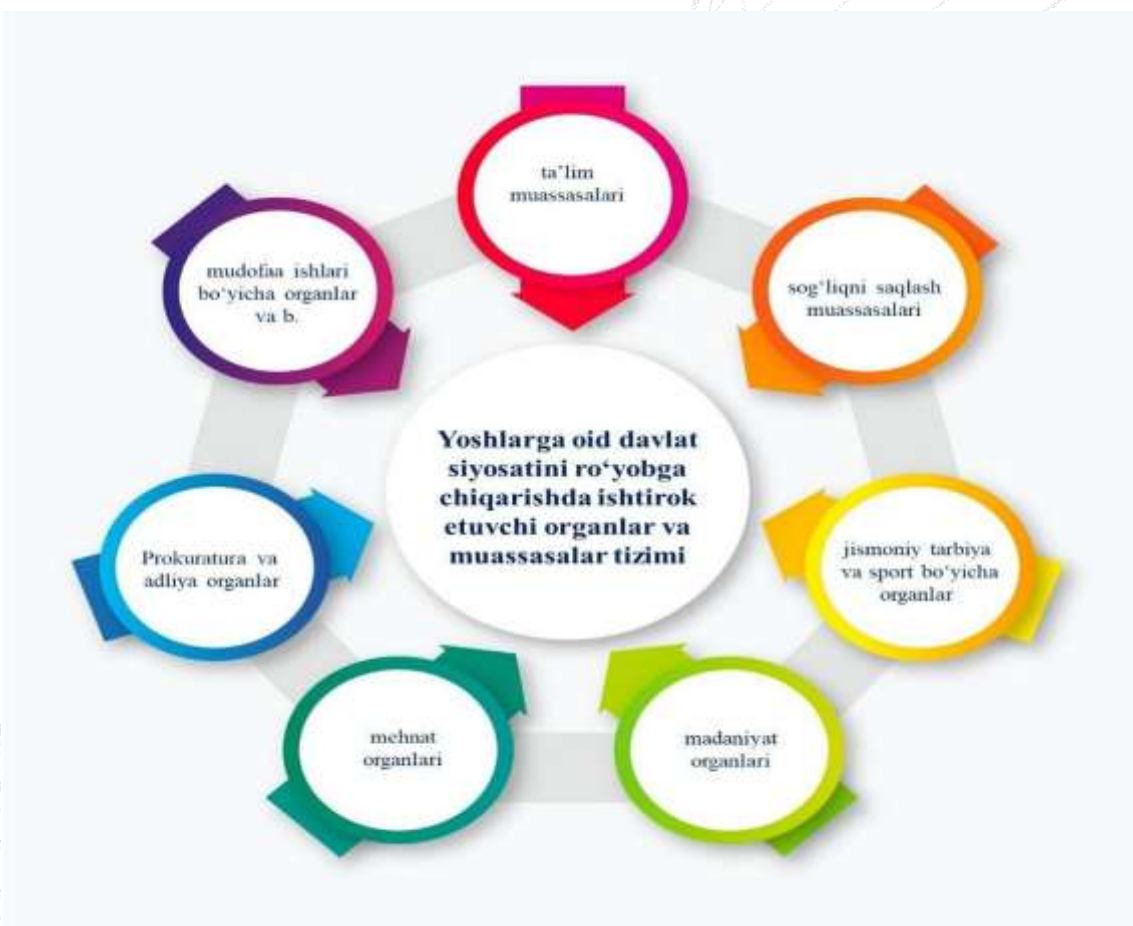 ta'lim
muassasalari
sog‘liqni saqlash
muassasalari
jismoniy tarbiya
va sport bo‘yicha
organlar
madaniyat
organlari
mehnat
organlari
Prokuratura va
adliya organlar
mudofaa ishlari
bo‘yicha organlar
va b.
Yoshlarga oid davlat
siyosatini ro‘yobga
chiqarishda ishtirok
etuvchi organlar va
muassasalar tizimi